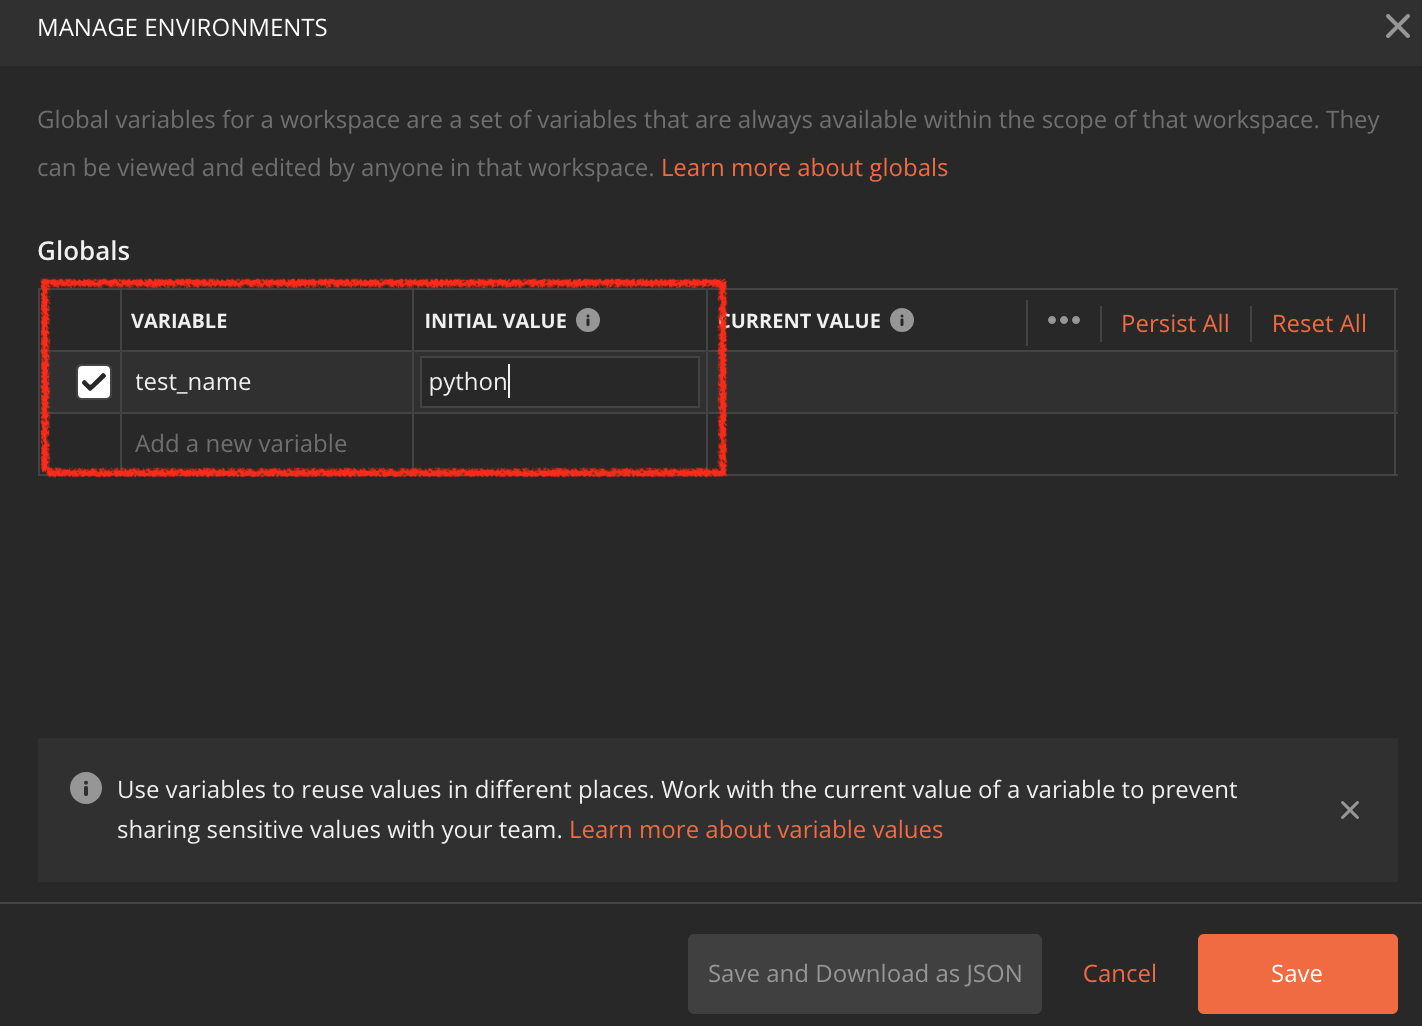 MANAGE ENVIRONMENTS
Global variables for a workspace are a set of variables that are always available within the scope of that workspace. They
can be viewed and edited by anyone in that workspace. Learn more about globals
Globals
VARIABLE INITIAL VALUE CURRENT VALUE Persist All Reset All
test_name python
Add a new variable
Use variables to reuse values in different places. Work with the current value of a variable to prevent
sharing sensitive values with your team. Learn more about variable values
Save and Download as JSON Cancel Save